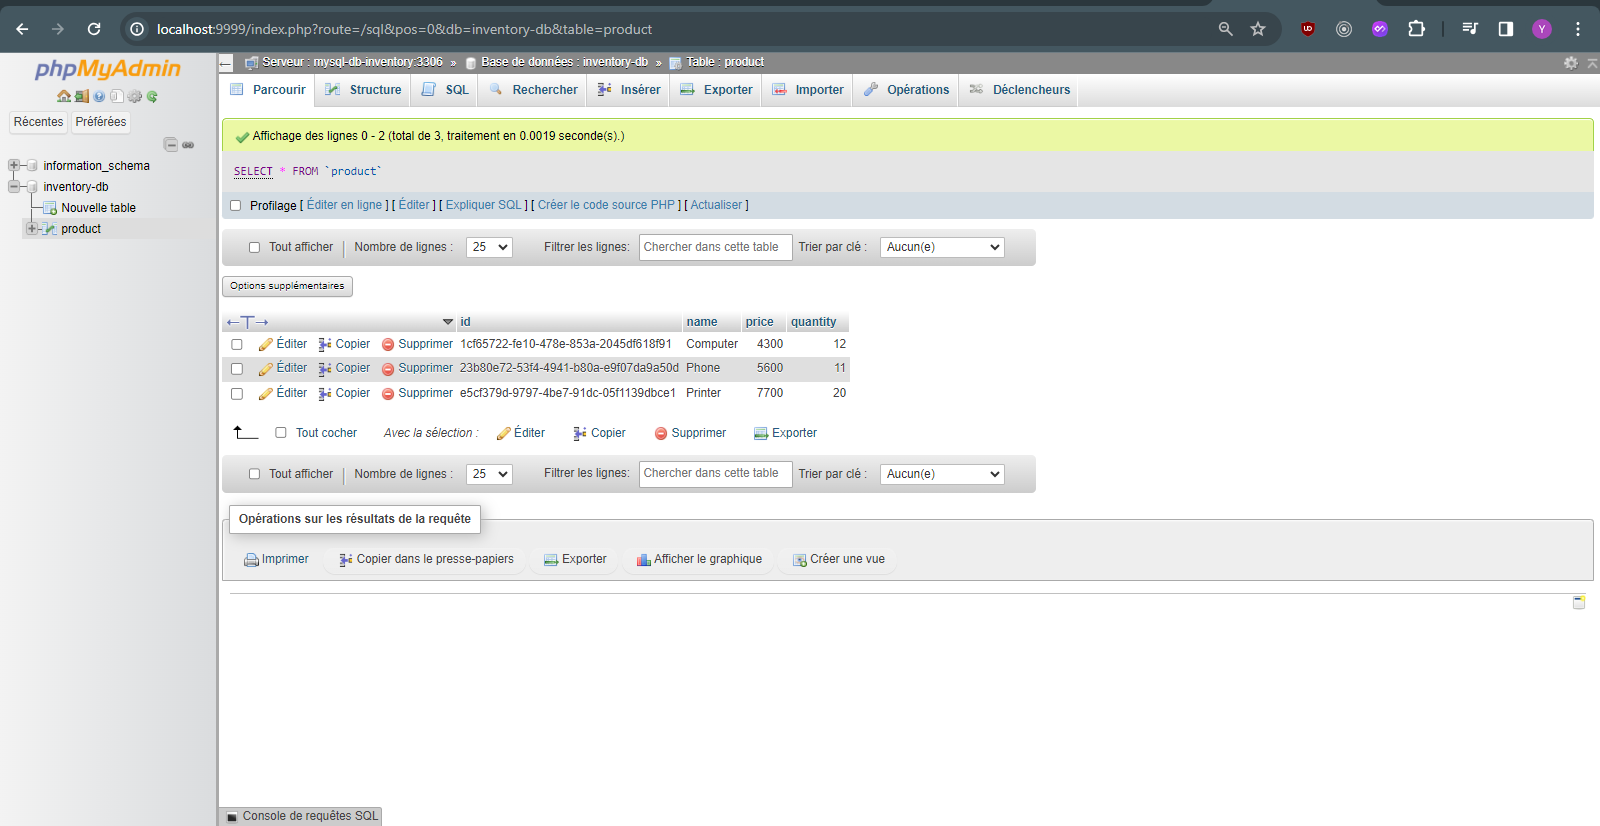 localhost:9999/index.php?route=/sql&pos=0&db=inventory-db&table=product
Y
phpMyAdmin
Récentes Préférées
information_schema
inventory-db
Nouvelle table
product
Serveur : mysql-db-inventory:3306 » Base de données : inventory-db » Table : product
Parcourir Structure SQL Rechercher Insérer Exporter Importer Opérations Déclencheurs
Affichage des lignes 0 - 2 (total de 3, traitement en 0.0019 seconde(s).)
SELECT * FROM `product`
Profilage [ Éditer en ligne ] [ Éditer ] [ Expliquer SQL ] [ Créer le code source PHP ] [ Actualiser ]
Tout afficher Nombre de lignes : 25 Filtrer les lignes: Chercher dans cette table Trier par clé : Aucun(e)
Options supplémentaires
id name price quantity
Éditer Copier Supprimer 1cf65722-fe10-478e-853a-2045df618f91 Computer 4300 12
Éditer Copier Supprimer 23b80e72-53f4-4941-b80a-e9f07da9a50d Phone 5600 11
Éditer Copier Supprimer e5cf379d-9797-4be7-91dc-05f1139dbce1 Printer 7700 20
Tout cocher Avec la sélection : Éditer Copier Supprimer Exporter
Tout afficher Nombre de lignes : 25 Filtrer les lignes: Chercher dans cette table Trier par clé : Aucun(e)
Opérations sur les résultats de la requête
Imprimer Copier dans le presse-papiers Exporter Afficher le graphique Créer une vue
Console de requêtes SQL